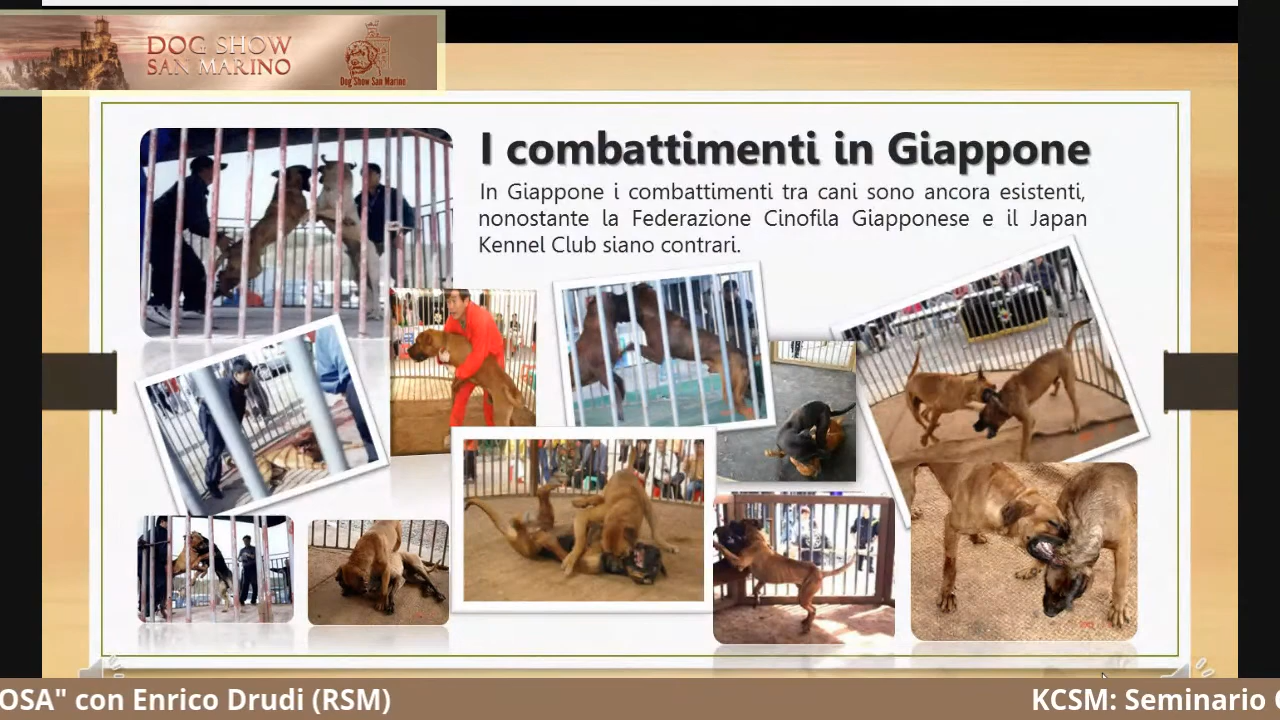 DOG SHOW
SAN MARINO
Dog Show San Marino
I combattimenti in Giappone
In Giappone i combattimenti tra cani sono ancora esistenti,
nonostante la Federazione Cinofila Giapponese e il Japan
Kennel Club siano contrari.
OSA" con Enrico Drudi (RSM)
KCSM: Seminario